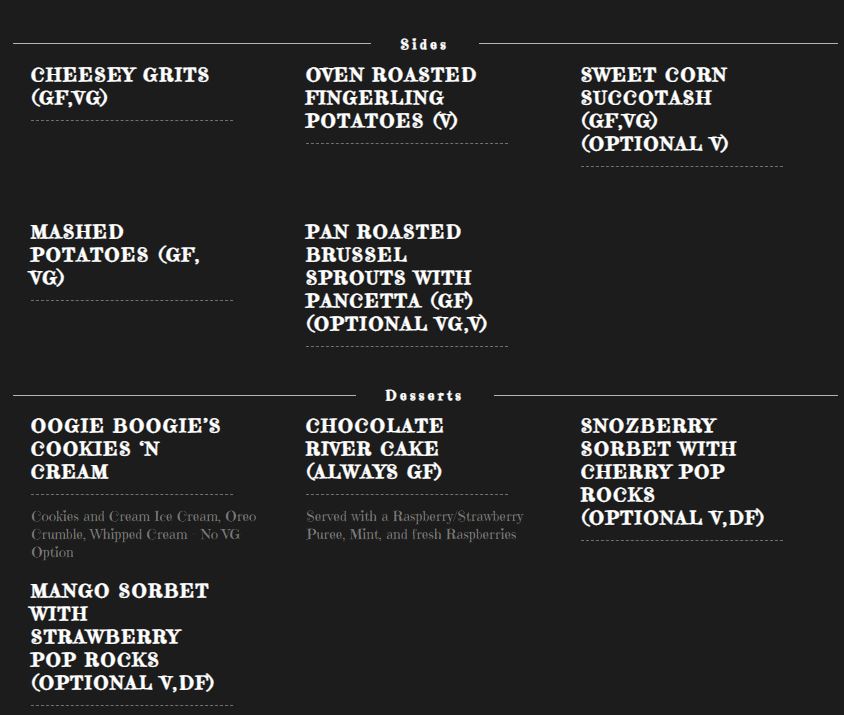 Sides
CHEESEY GRITS
(GF,VG)
OVEN ROASTED
FINGERLING
POTATOES (V)
SWEET CORN
SUCCOTASH
(GF,VG)
(OPTIONAL V)
MASHED
POTATOES (GF,
VG)
PAN ROASTED
BRUSSEL
SPROUTS WITH
PANCETTA (GF)
(OPTIONAL VG,V)
Desserts
OOGIE BOOGIE’S
COOKIES ‘N
CREAM
Cookies and Cream Ice Cream, Oreo
Crumble, Whipped Cream - No VG
Option
CHOCOLATE
RIVER CAKE
(ALWAYS GF)
Served with a Raspberry/Strawberry
Puree, Mint, and fresh Raspberries
SNOZBERRY
SORBET WITH
CHERRY POP
ROCKS
(OPTIONAL V,DF)
MANGO SORBET
WITH
STRAWBERRY
POP ROCKS
(OPTIONAL V,DF)